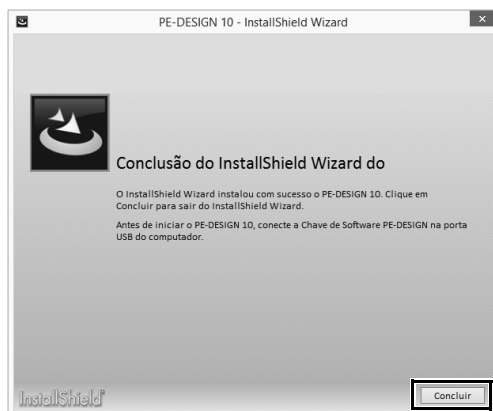 PE-DESIGN 10 - InstallShield Wizard
Conclusão do InstallShield Wizard do
O InstallShield Wizard instalou com sucesso o PE-DESIGN 10. Clique em
Concluir para sair do InstallShield Wizard.
Antes de iniciar o PE-DESIGN 10, conecte a Chave de Software PE-DESIGN na porta
USB do computador.
InstallShield®
Concluir